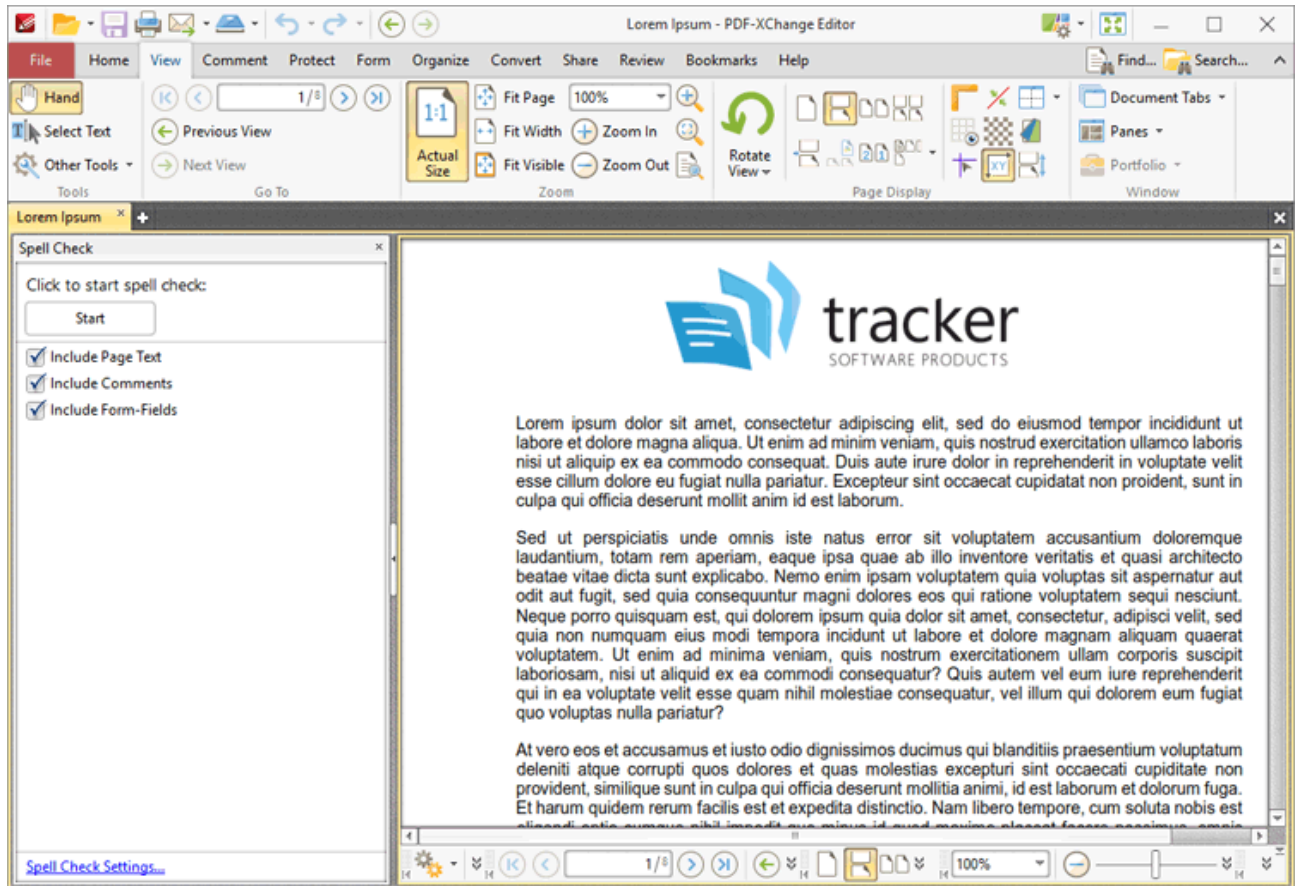 Lorem Ipsum - PDF-XChange Editor
File Home View Comment Protect Form Organize Convert Share Review Bookmarks Help Find... Search...
Hand 1/8 Fit Page 100% Document Tabs
Select Text Previous View 1:1 Fit Width Zoom In Panes
Other Tools Next View Actual Size Fit Visible Zoom Out Rotate View XY Portfolio
Tools Go To Zoom Page Display Window
Lorem Ipsum
Spell Check
Click to start spell check:
Start
Include Page Text
Include Comments
Include Form-Fields
Spell Check Settings...
tracker
SOFTWARE PRODUCTS
Lorem ipsum dolor sit amet, consectetur adipiscing elit, sed do eiusmod tempor incididunt ut
labore et dolore magna aliqua. Ut enim ad minim veniam, quis nostrud exercitation ullamco laboris
nisi ut aliquip ex ea commodo consequat. Duis aute irure dolor in reprehenderit in voluptate velit
esse cillum dolore eu fugiat nulla pariatur. Excepteur sint occaecat cupidatat non proident, sunt in
culpa qui officia deserunt mollit anim id est laborum.
Sed ut perspiciatis unde omnis iste natus error sit voluptatem accusantium doloremque
laudantium, totam rem aperiam, eaque ipsa quae ab illo inventore veritatis et quasi architecto
beatae vitae dicta sunt explicabo. Nemo enim ipsam voluptatem quia voluptas sit aspernatur aut
odit aut fugit, sed quia consequuntur magni dolores eos qui ratione voluptatem sequi nesciunt.
Neque porro quisquam est, qui dolorem ipsum quia dolor sit amet, consectetur, adipisci velit, sed
quia non numquam eius modi tempora incidunt ut labore et dolore magnam aliquam quaerat
voluptatem. Ut enim ad minima veniam, quis nostrum exercitationem ullam corporis suscipit
laboriosam, nisi ut aliquid ex ea commodi consequatur? Quis autem vel eum iure reprehenderit
qui in ea voluptate velit esse quam nihil molestiae consequatur, vel illum qui dolorem eum fugiat
quo voluptas nulla pariatur?
At vero eos et accusamus et iusto odio dignissimos ducimus qui blanditiis praesentium voluptatum
deleniti atque corrupti quos dolores et quas molestias excepturi sint occaecati cupiditate non
provident, similique sunt in culpa qui officia deserunt mollitia animi, id est laborum et dolorum fuga.
Et harum quidem rerum facilis est et expedita distinctio. Nam libero tempore, cum soluta nobis est
1/8 100%